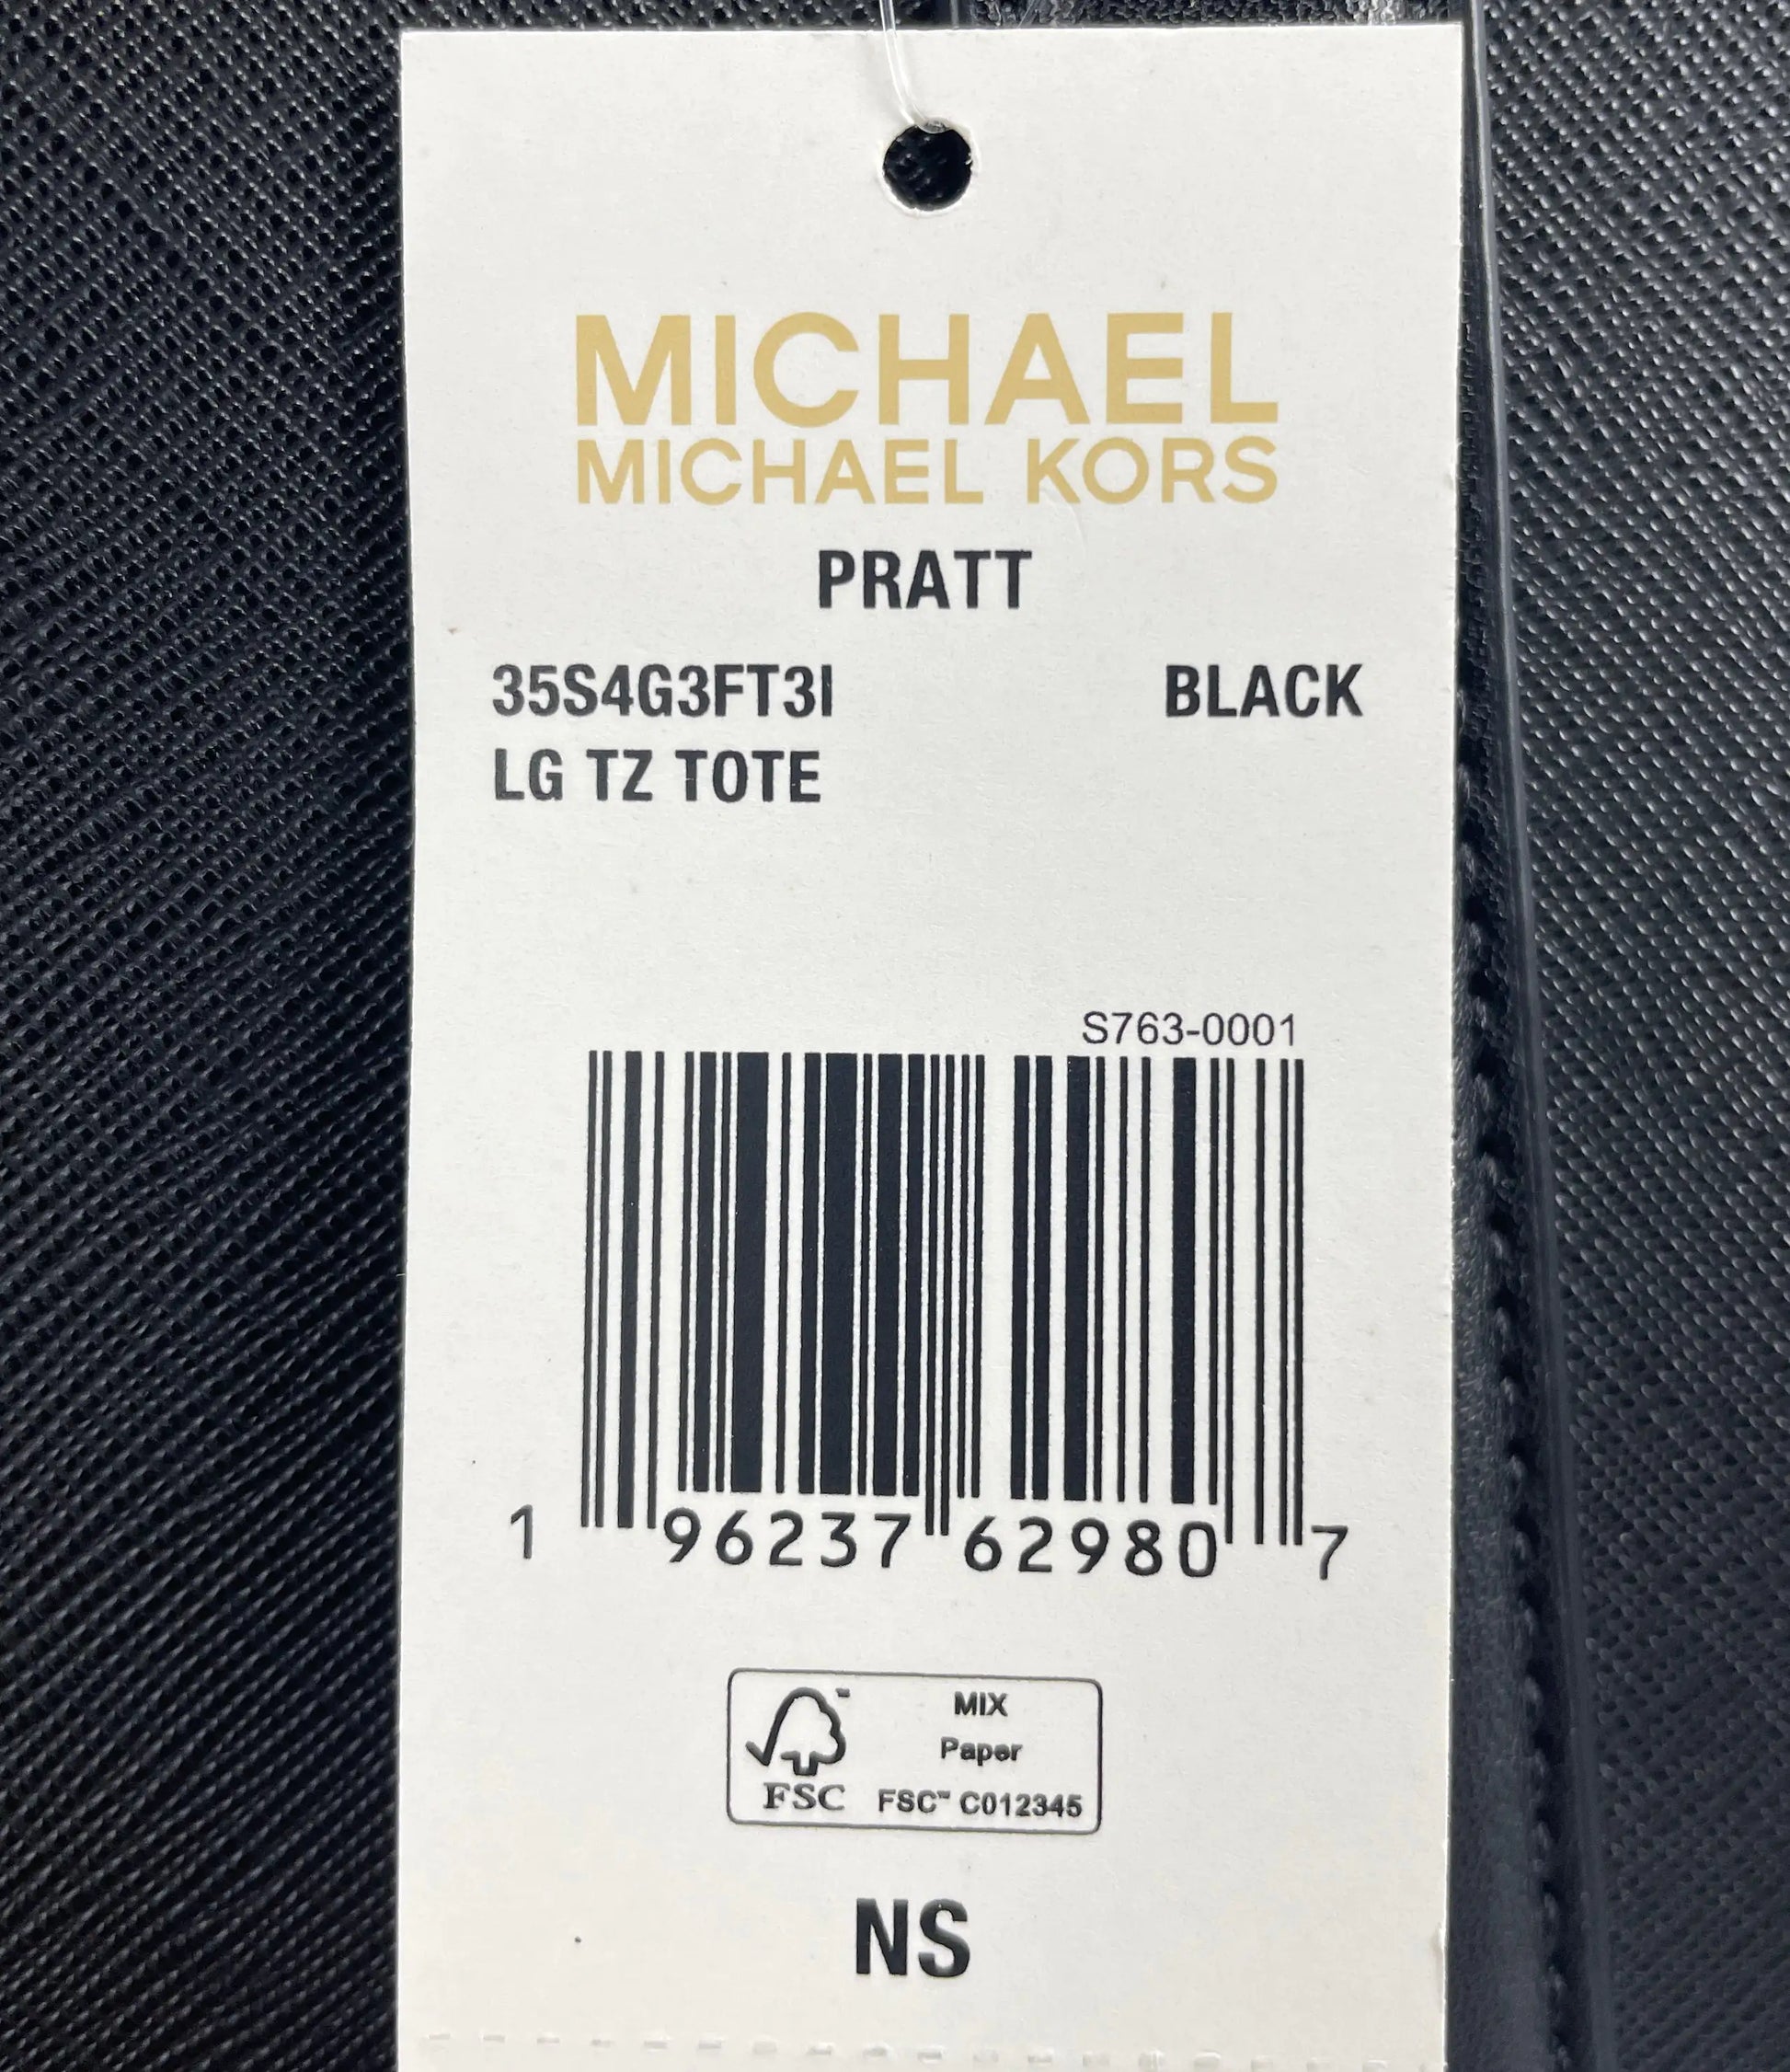 MICHAEL
MICHAEL KORS
PRATT
35S4G3FT3I BLACK
LG TZ TOTE
S763-0001
1 96237 62980 7
MIX
Paper
FSC FSC™ C012345
NS